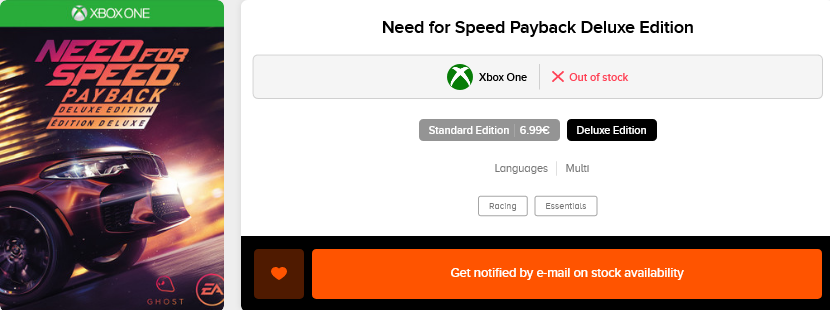 XBOX ONE
NEED FOR
SPEED™
PAYBACK
DELUXE EDITION
ÉDITION DELUXE
GHOST
EA
Need for Speed Payback Deluxe Edition
Xbox One
Out of stock
Standard Edition 6.99€
Deluxe Edition
Languages Multi
Racing Essentials
Get notified by e-mail on stock availability